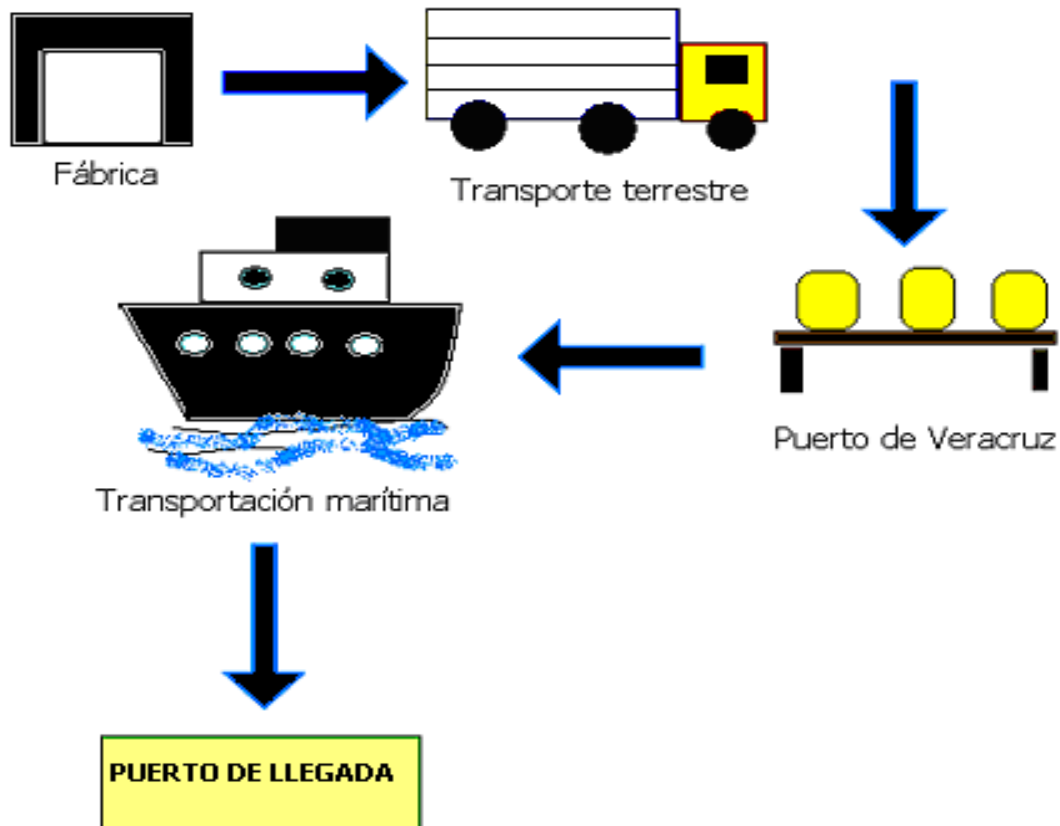 Fábrica
Transporte terrestre
Puerto de Veracruz
Transportación marítima
PUERTO DE LLEGADA